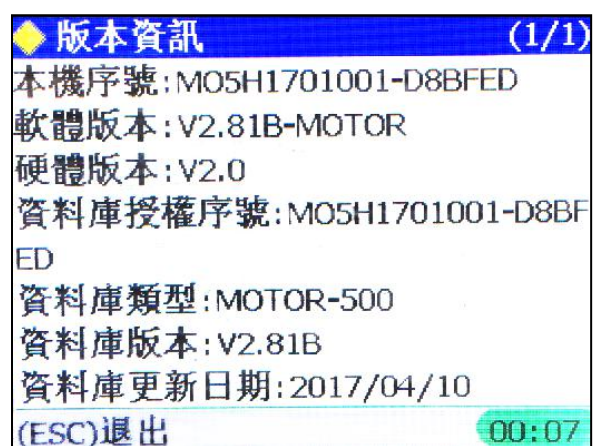 版本資訊 (1/1)
本機序號:MO5H1701001-D8BFED
軟體版本:V2.81B-MOTOR
硬體版本:V2.0
資料庫授權序號:MO5H1701001-D8BF
ED
資料庫類型:MOTOR-500
資料庫版本:V2.81B
資料庫更新日期:2017/04/10
(ESC)退出 00:07